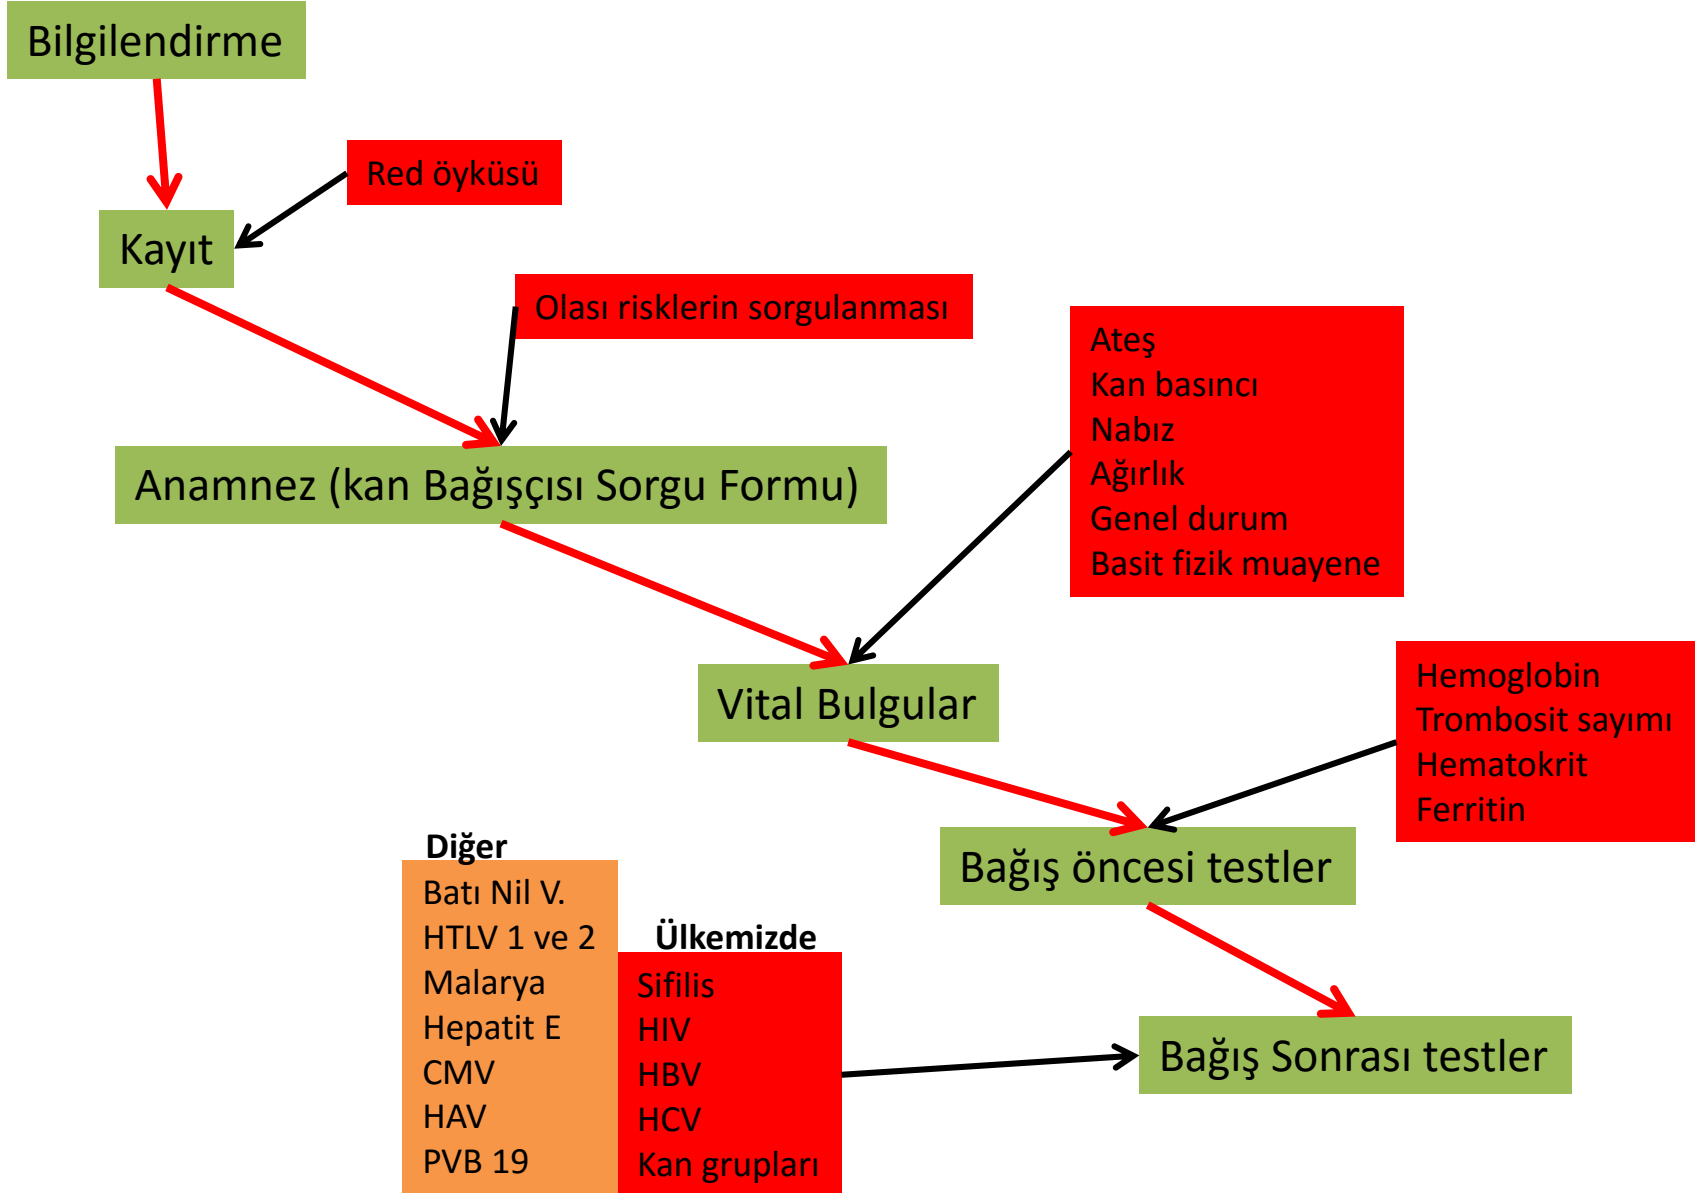 Bilgilendirme
Red öyküsü
Kayıt
Olası risklerin sorgulanması
Ateş
Kan basıncı
Nabız
Ağırlık
Genel durum
Basit fizik muayene
Anamnez (kan Bağışçısı Sorgu Formu)
Vital Bulgular
Hemoglobin
Trombosit sayımı
Hematokrit
Ferritin
Bağış öncesi testler
Diğer
Batı Nil V.
HTLV 1 ve 2
Malarya
Hepatit E
CMV
HAV
PVB 19
Ülkemizde
Sifilis
HIV
HBV
HCV
Kan grupları
Bağış Sonrası testler